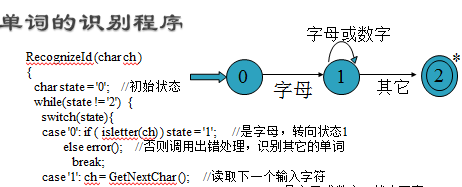 单词的识别程序
RecognizeId (char ch)
{
char state = '0'; //初始状态
while(state != '2') {
switch(state){
case '0': if ( isletter(ch) ) state = '1'; //是字母，转向状态1
else error(); //否则调用出错处理，识别其它的单词
break;
case '1': ch = GetNextChar (); //读取下一个输入字符
字母或数字
0
字母
1
其它
2
*